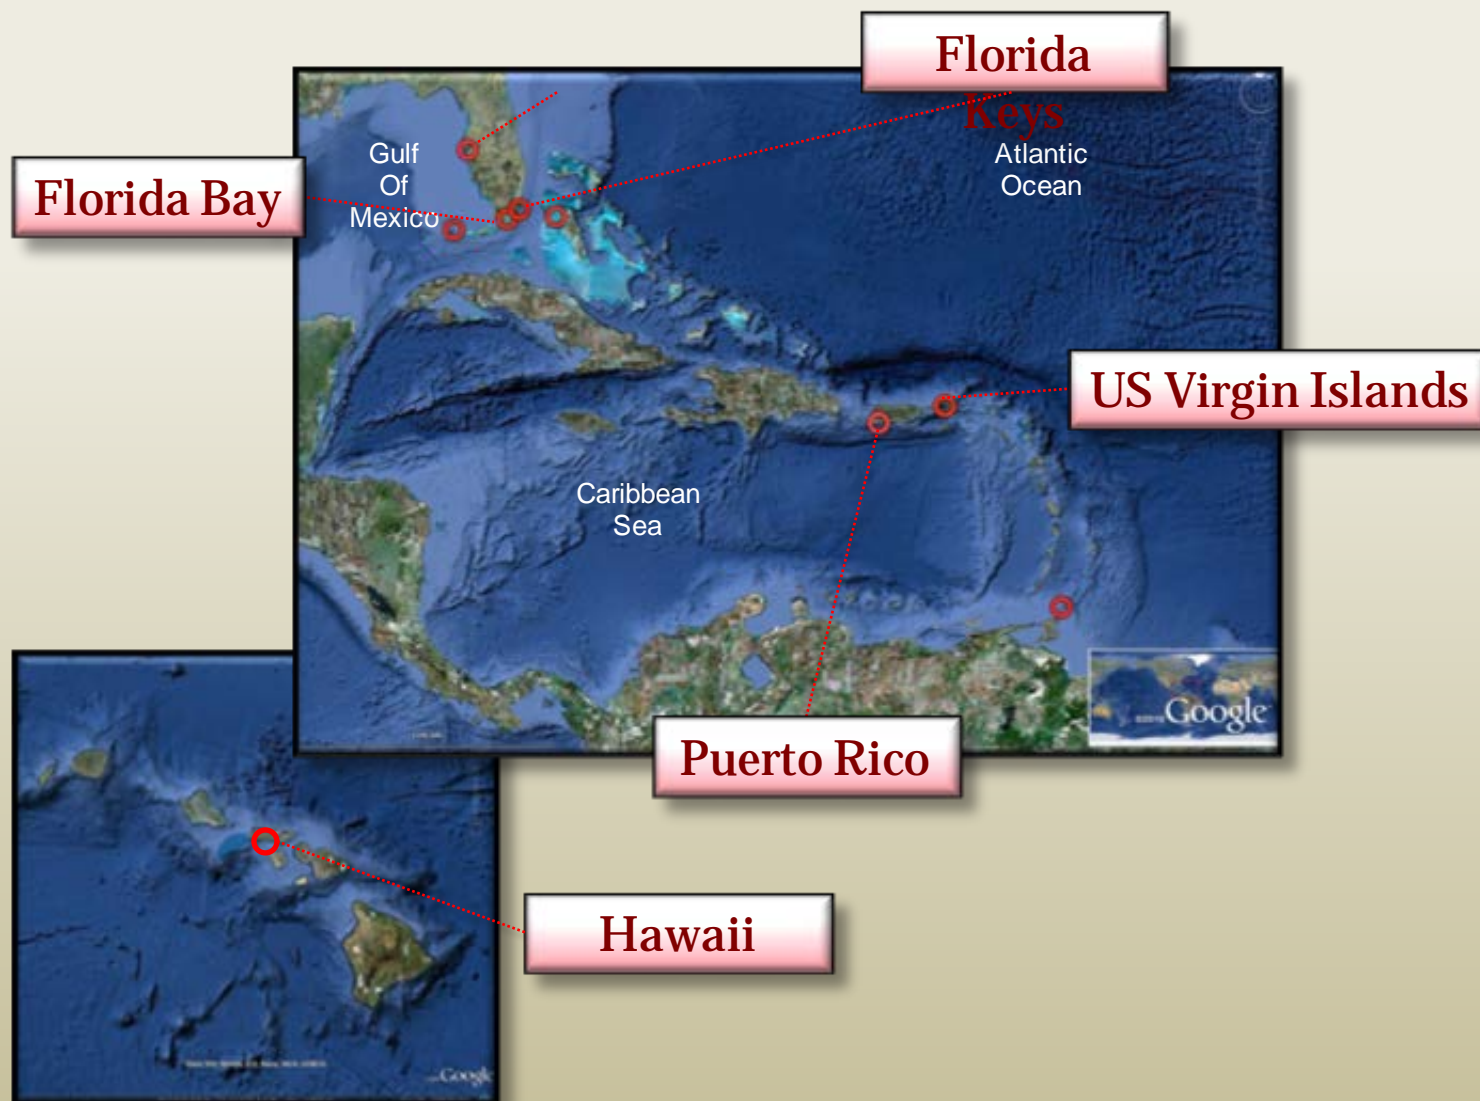 Florida
Keys
Gulf
Of
Mexico
Atlantic
Ocean
Florida Bay
US Virgin Islands
Caribbean
Sea
Google
Puerto Rico
Hawaii
Google